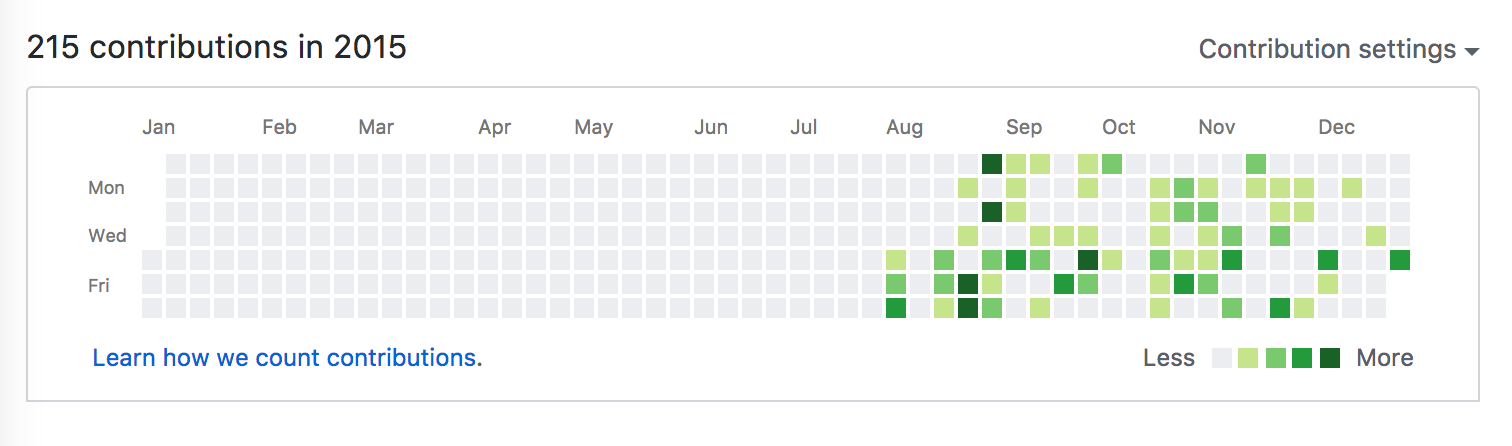 215 contributions in 2015
Contribution settings
Jan Feb Mar Apr May Jun Jul Aug Sep Oct Nov Dec
Mon
Wed
Fri
Learn how we count contributions.
Less More